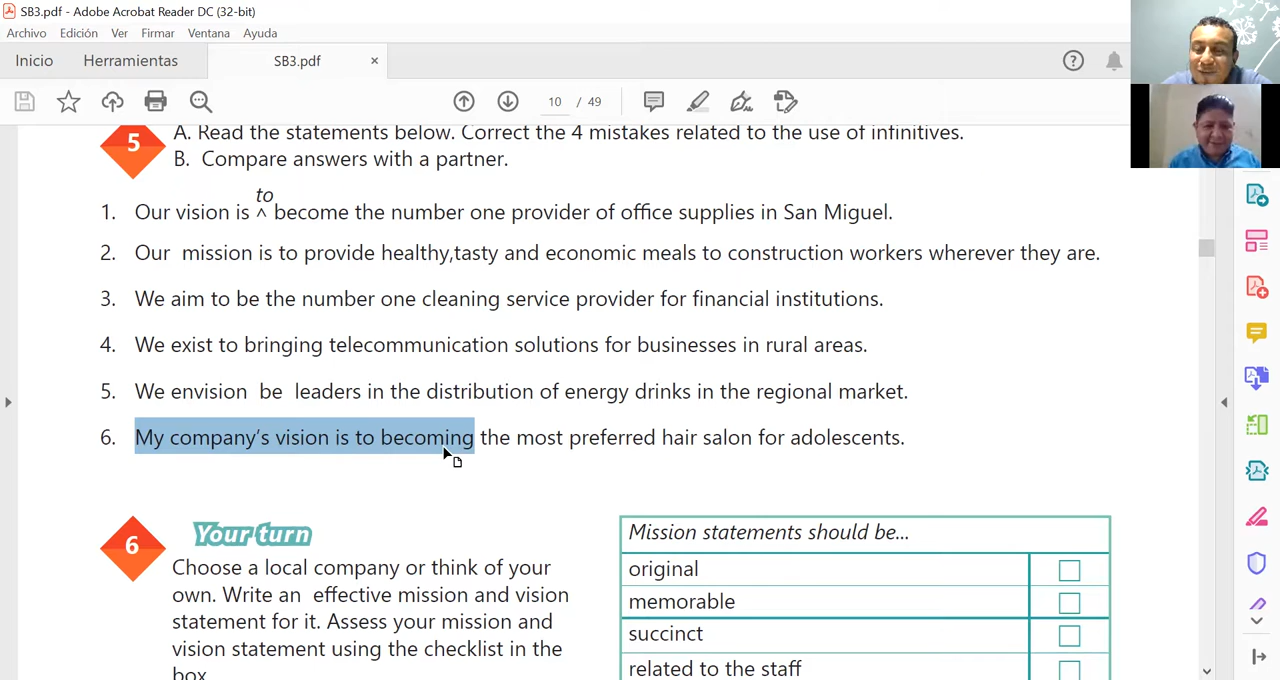 SB3.pdf - Adobe Acrobat Reader DC (32-bit)
Archivo Edición Ver Firmar Ventana Ayuda
Inicio Herramientas SB3.pdf ×
10 / 49
5 A. Read the statements below. Correct the 4 mistakes related to the use of infinitives.
B. Compare answers with a partner.
to
1. Our vision is ^ become the number one provider of office supplies in San Miguel.
2. Our mission is to provide healthy,tasty and economic meals to construction workers wherever they are.
3. We aim to be the number one cleaning service provider for financial institutions.
4. We exist to bringing telecommunication solutions for businesses in rural areas.
5. We envision be leaders in the distribution of energy drinks in the regional market.
6. My company's vision is to becoming the most preferred hair salon for adolescents.
6 Your turn
Choose a local company or think of your
own. Write an effective mission and vision
statement for it. Assess your mission and
vision statement using the checklist in the
box
Mission statements should be...
original
memorable
succinct
related to the staff